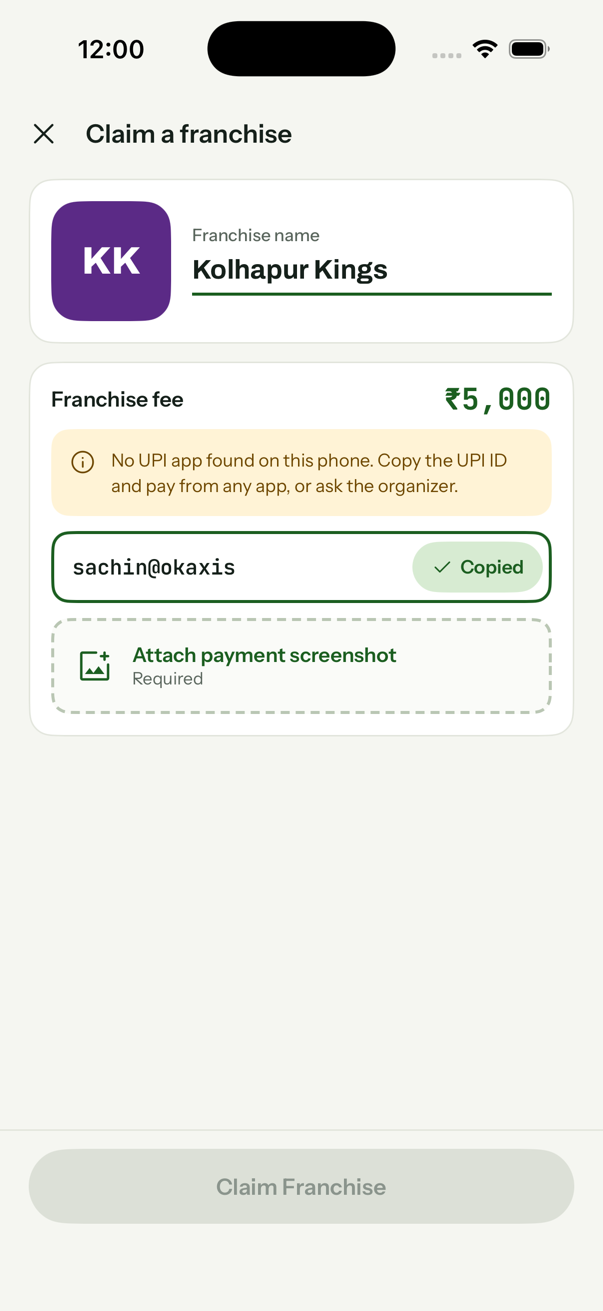 12:00
Claim a franchise
KK
Franchise name
Kolhapur Kings
Franchise fee
₹5,000
No UPI app found on this phone. Copy the UPI ID
and pay from any app, or ask the organizer.
sachin@okaxis
Copied
Attach payment screenshot
Required
Claim Franchise